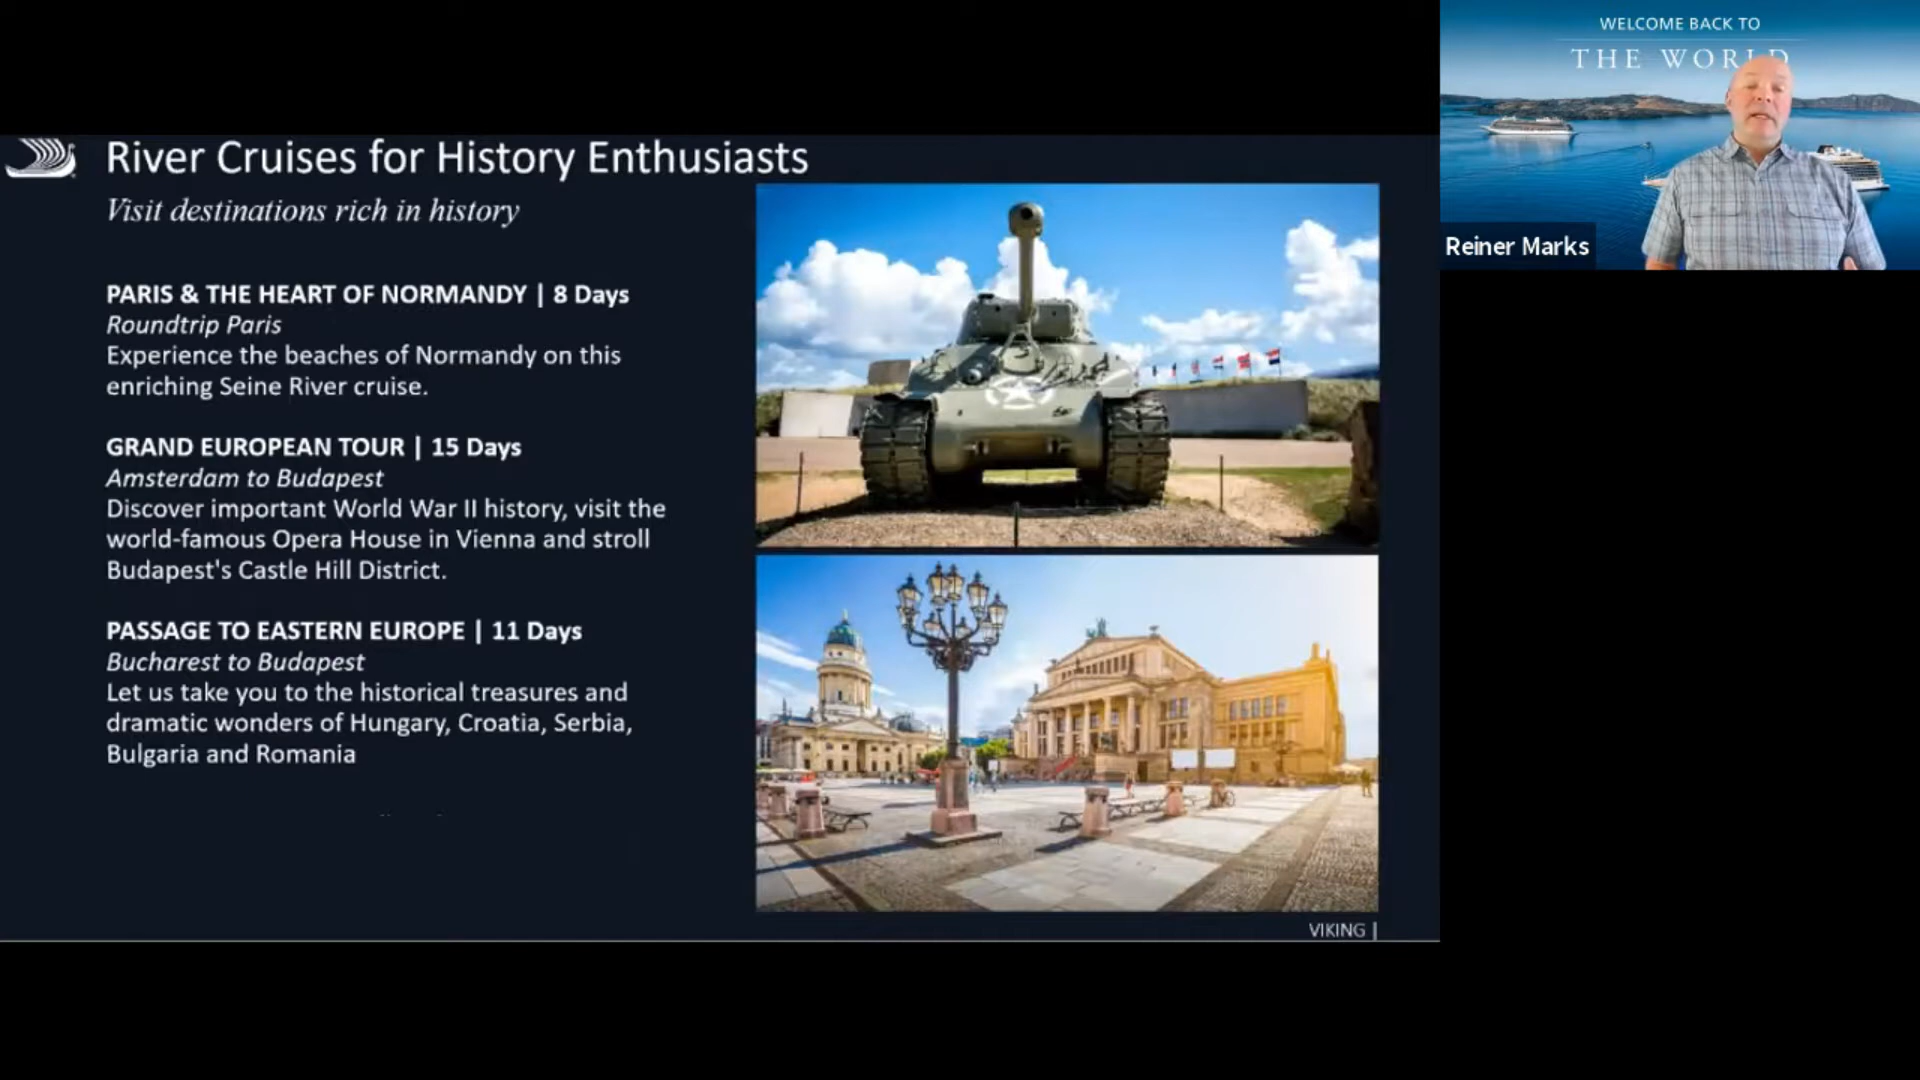 River Cruises for History Enthusiasts
Visit destinations rich in history
PARIS & THE HEART OF NORMANDY | 8 Days
Roundtrip Paris
Experience the beaches of Normandy on this
enriching Seine River cruise.
GRAND EUROPEAN TOUR | 15 Days
Amsterdam to Budapest
Discover important World War II history, visit the
world-famous Opera House in Vienna and stroll
Budapest's Castle Hill District.
PASSAGE TO EASTERN EUROPE | 11 Days
Bucharest to Budapest
Let us take you to the historical treasures and
dramatic wonders of Hungary, Croatia, Serbia,
Bulgaria and Romania
VIKING |
WELCOME BACK TO
THE WORLD
Reiner Marks